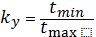 k_y = t_min / t_max